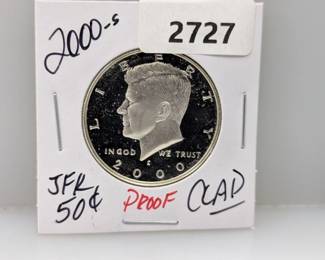 2000-s
2727
LIBERTY
IN GOD WE TRUST
S
2000
JFK
50¢
PROOF
CLAD